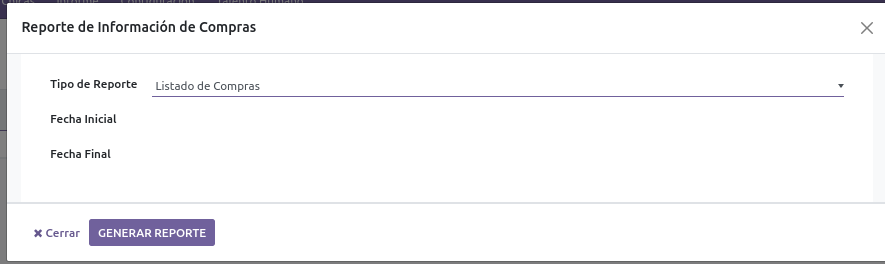 Reporte de Información de Compras
Tipo de Reporte Listado de Compras
Fecha Inicial
Fecha Final
✖ Cerrar GENERAR REPORTE